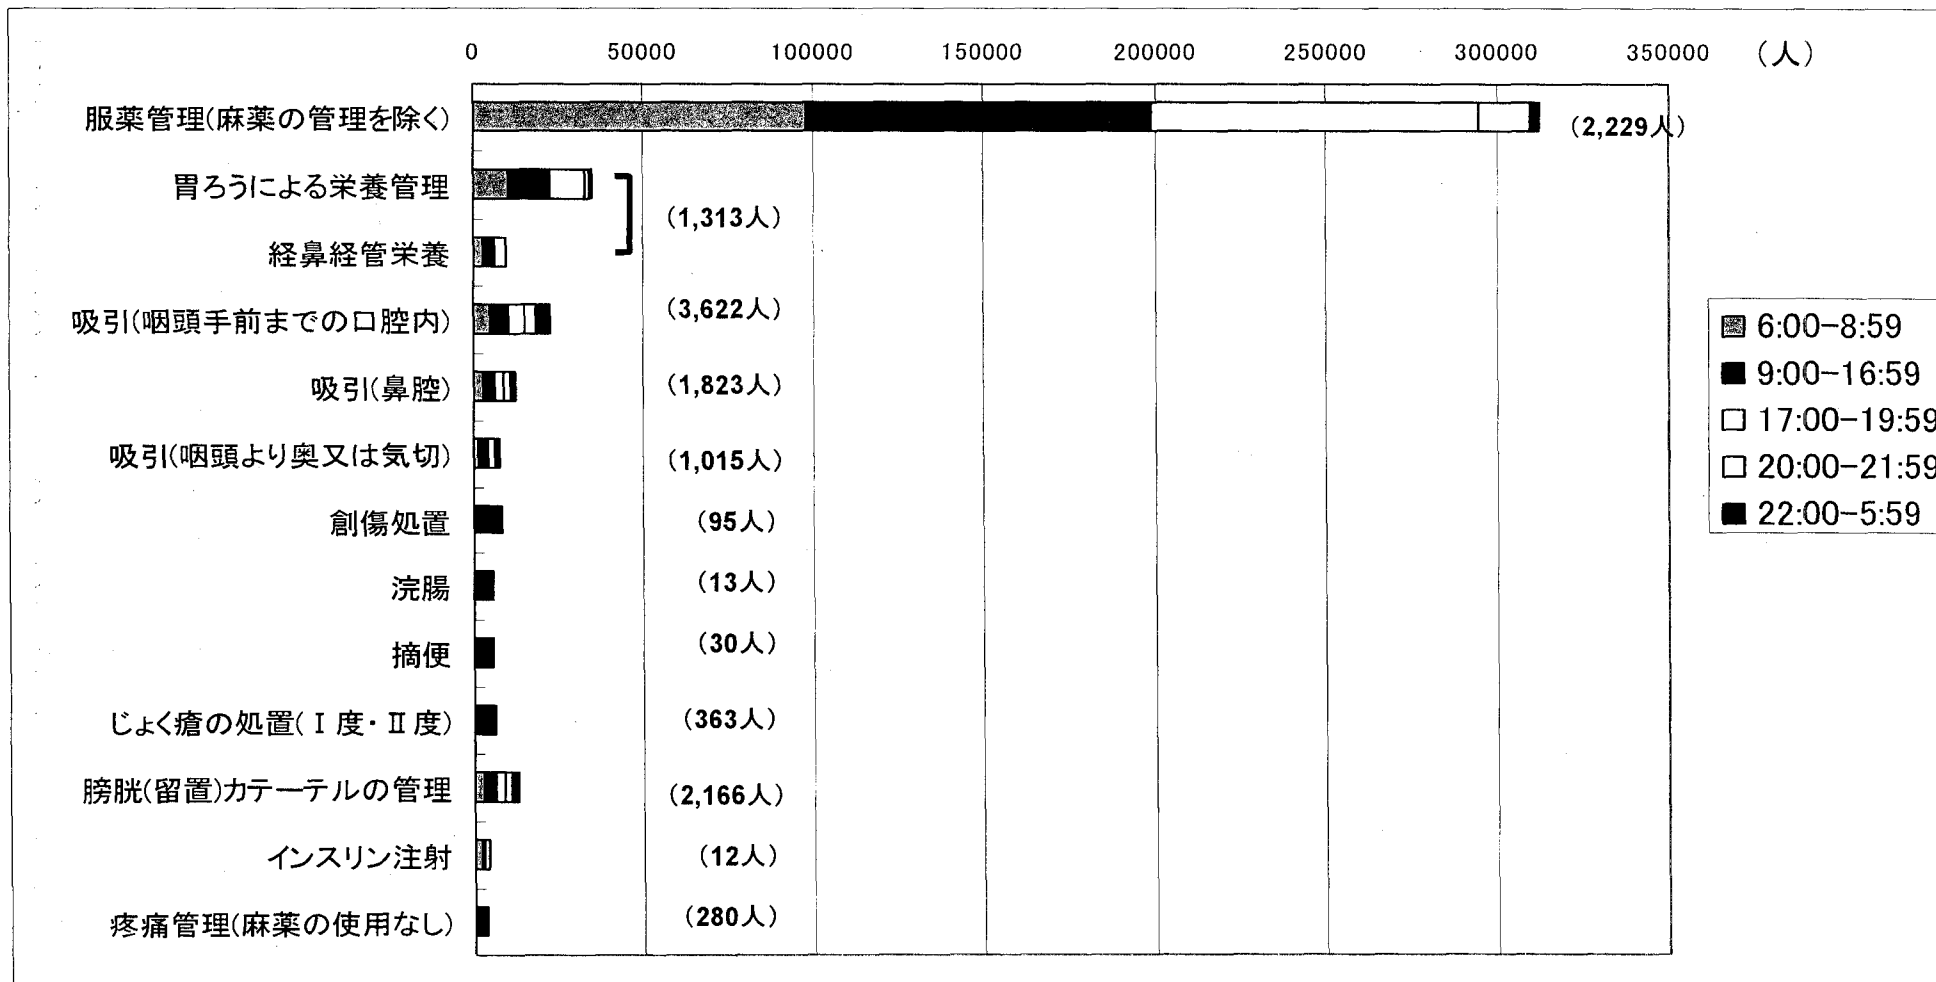 0 50000 100000 150000 200000 250000 300000 350000 (人)
服薬管理(麻薬の管理を除く) (2,229人)
胃ろうによる栄養管理
(1,313人)
経鼻経管栄養
吸引(咽頭手前までの口腔内) (3,622人)
吸引(鼻腔) (1,823人)
吸引(咽頭より奥又は気切) (1,015人)
創傷処置 (95人)
浣腸 (13人)
摘便 (30人)
じょく瘡の処置(Ⅰ度・Ⅱ度) (363人)
膀胱(留置)カテーテルの管理 (2,166人)
インスリン注射 (12人)
疼痛管理(麻薬の使用なし) (280人)
6:00-8:59
9:00-16:59
17:00-19:59
20:00-21:59
22:00-5:59